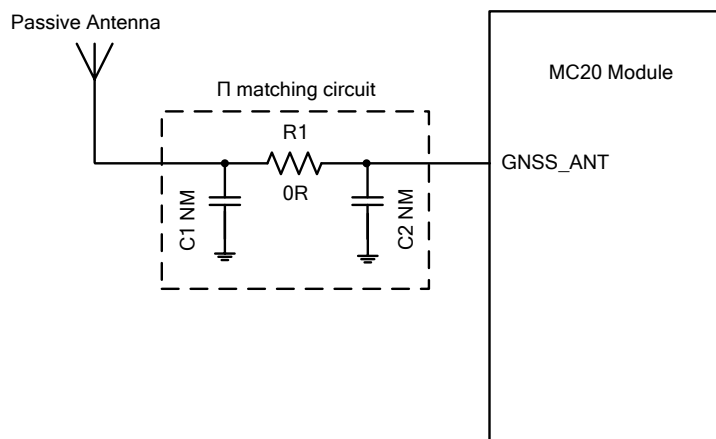 Passive Antenna
MC20 Module
Π matching circuit
R1
GNSS_ANT
0R
C1 NM
C2 NM